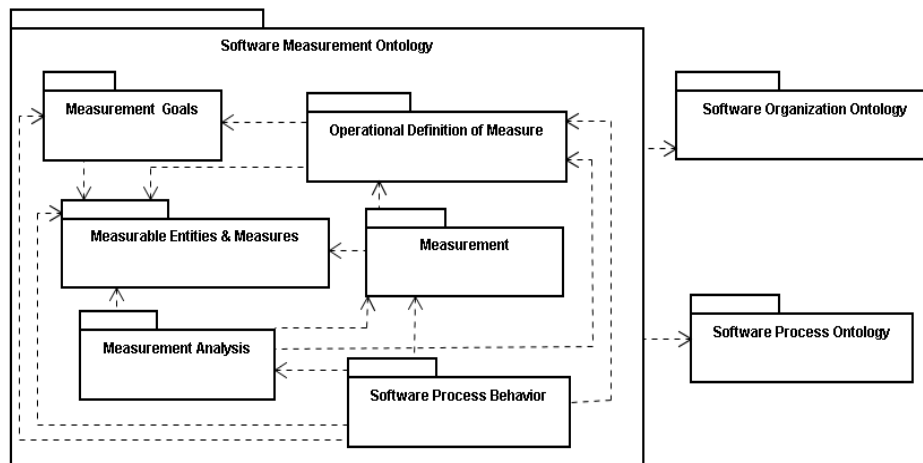 Software Measurement Ontology
Measurement Goals
Operational Definition of Measure
Software Organization Ontology
Measurable Entities & Measures
Measurement
Measurement Analysis
Software Process Ontology
Software Process Behavior